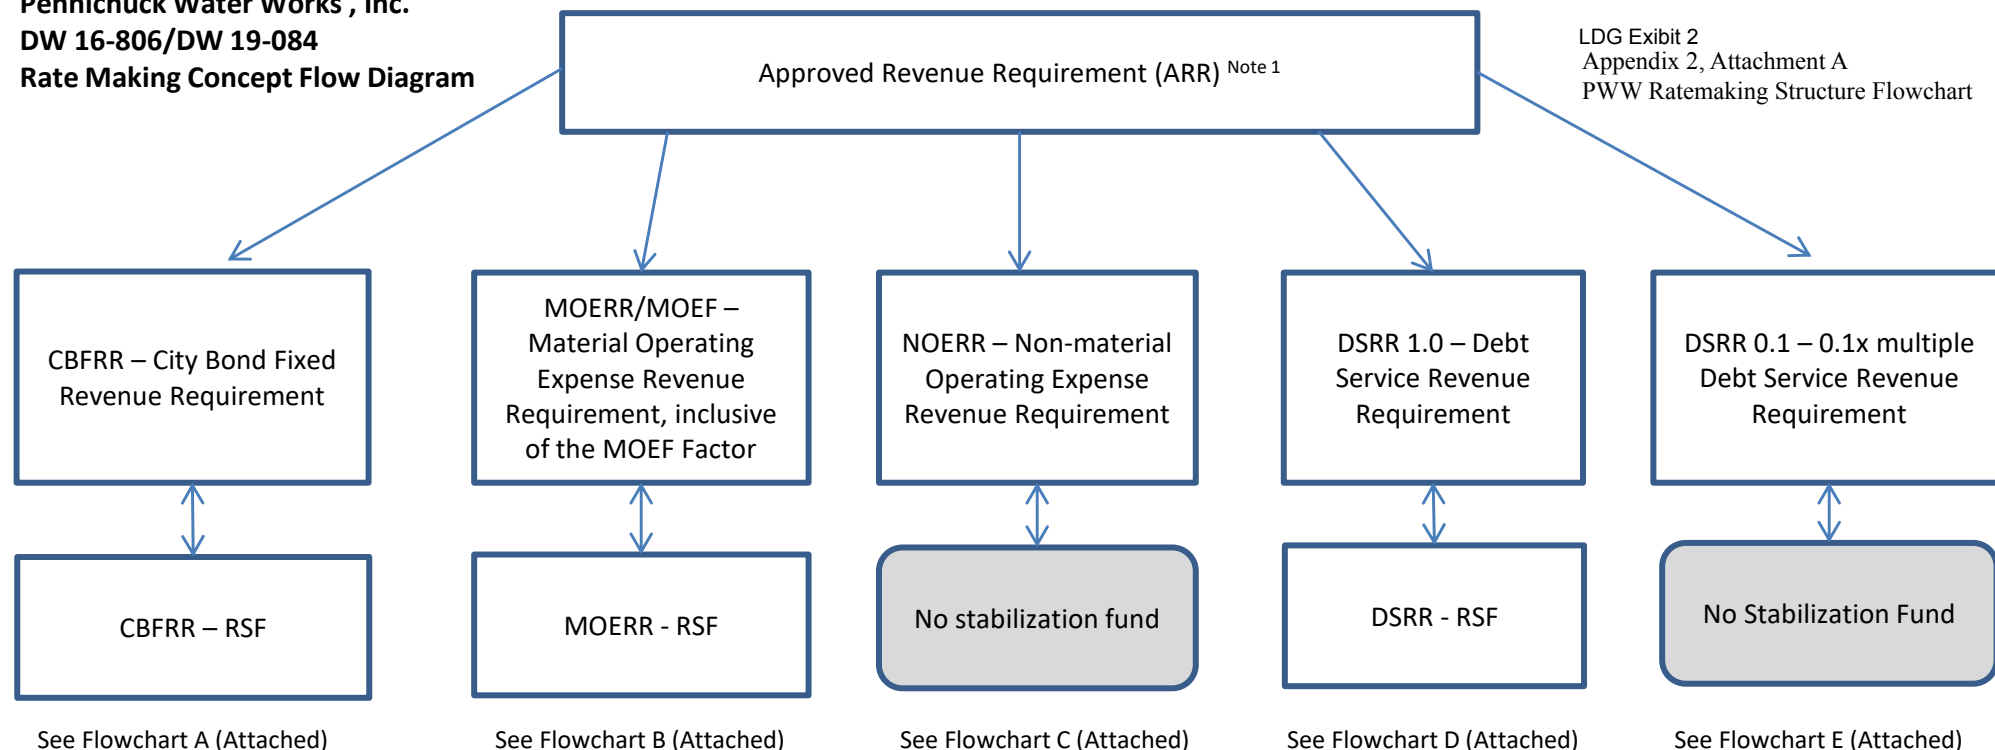 Pennichuck Water Works , Inc.
DW 16-806/DW 19-084
Rate Making Concept Flow Diagram
LDG Exibit 2
Appendix 2, Attachment A
PWW Ratemaking Structure Flowchart
Approved Revenue Requirement (ARR) Note 1
CBFRR – City Bond Fixed
Revenue Requirement
MOERR/MOEF –
Material Operating
Expense Revenue
Requirement, inclusive
of the MOEF Factor
NOERR – Non-material
Operating Expense
Revenue Requirement
DSRR 1.0 – Debt
Service Revenue
Requirement
DSRR 0.1 – 0.1x multiple
Debt Service Revenue
Requirement
CBFRR – RSF
MOERR - RSF
No stabilization fund
DSRR - RSF
No Stabilization Fund
See Flowchart A (Attached)
See Flowchart B (Attached)
See Flowchart C (Attached)
See Flowchart D (Attached)
See Flowchart E (Attached)